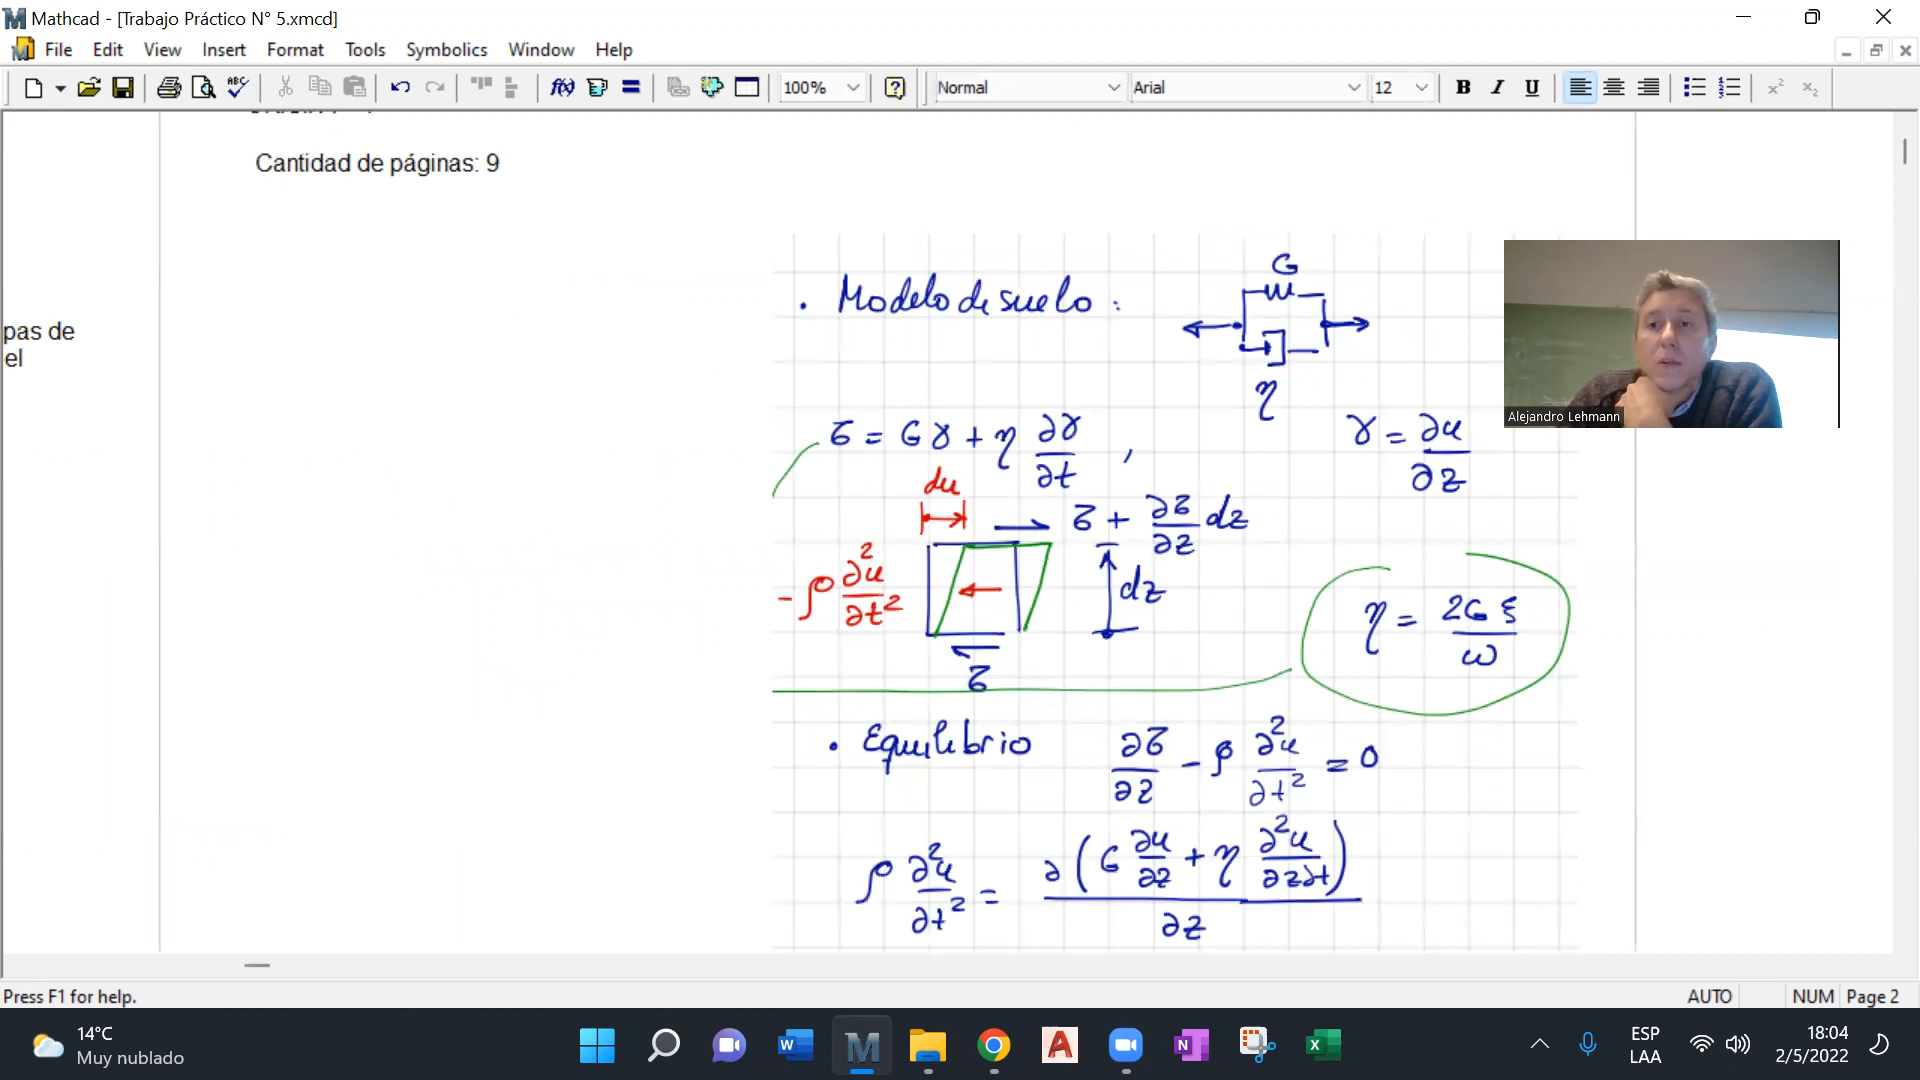 Mathcad - [Trabajo Práctico N° 5.xmcd]
File Edit View Insert Format Tools Symbolics Window Help
100% Normal Arial 12 B I U
Cantidad de páginas: 9
pas de
el
• Modelo de suelo :
G
η
Alejandro Lehmann
τ = G γ + η ∂γ/∂t , γ = ∂u/∂z
du
τ + ∂τ/∂z dz
- ρ ∂²u/∂t²
dz
τ
η = 2G ξ / ω
• Equilibrio ∂τ/∂z - ρ ∂²u/∂t² = 0
ρ ∂²u/∂t² = ∂ (G ∂u/∂z + η ∂²u/∂z∂t) / ∂z
Press F1 for help.
AUTO NUM Page 2
14°C
Muy nublado
ESP
LAA
18:04
2/5/2022